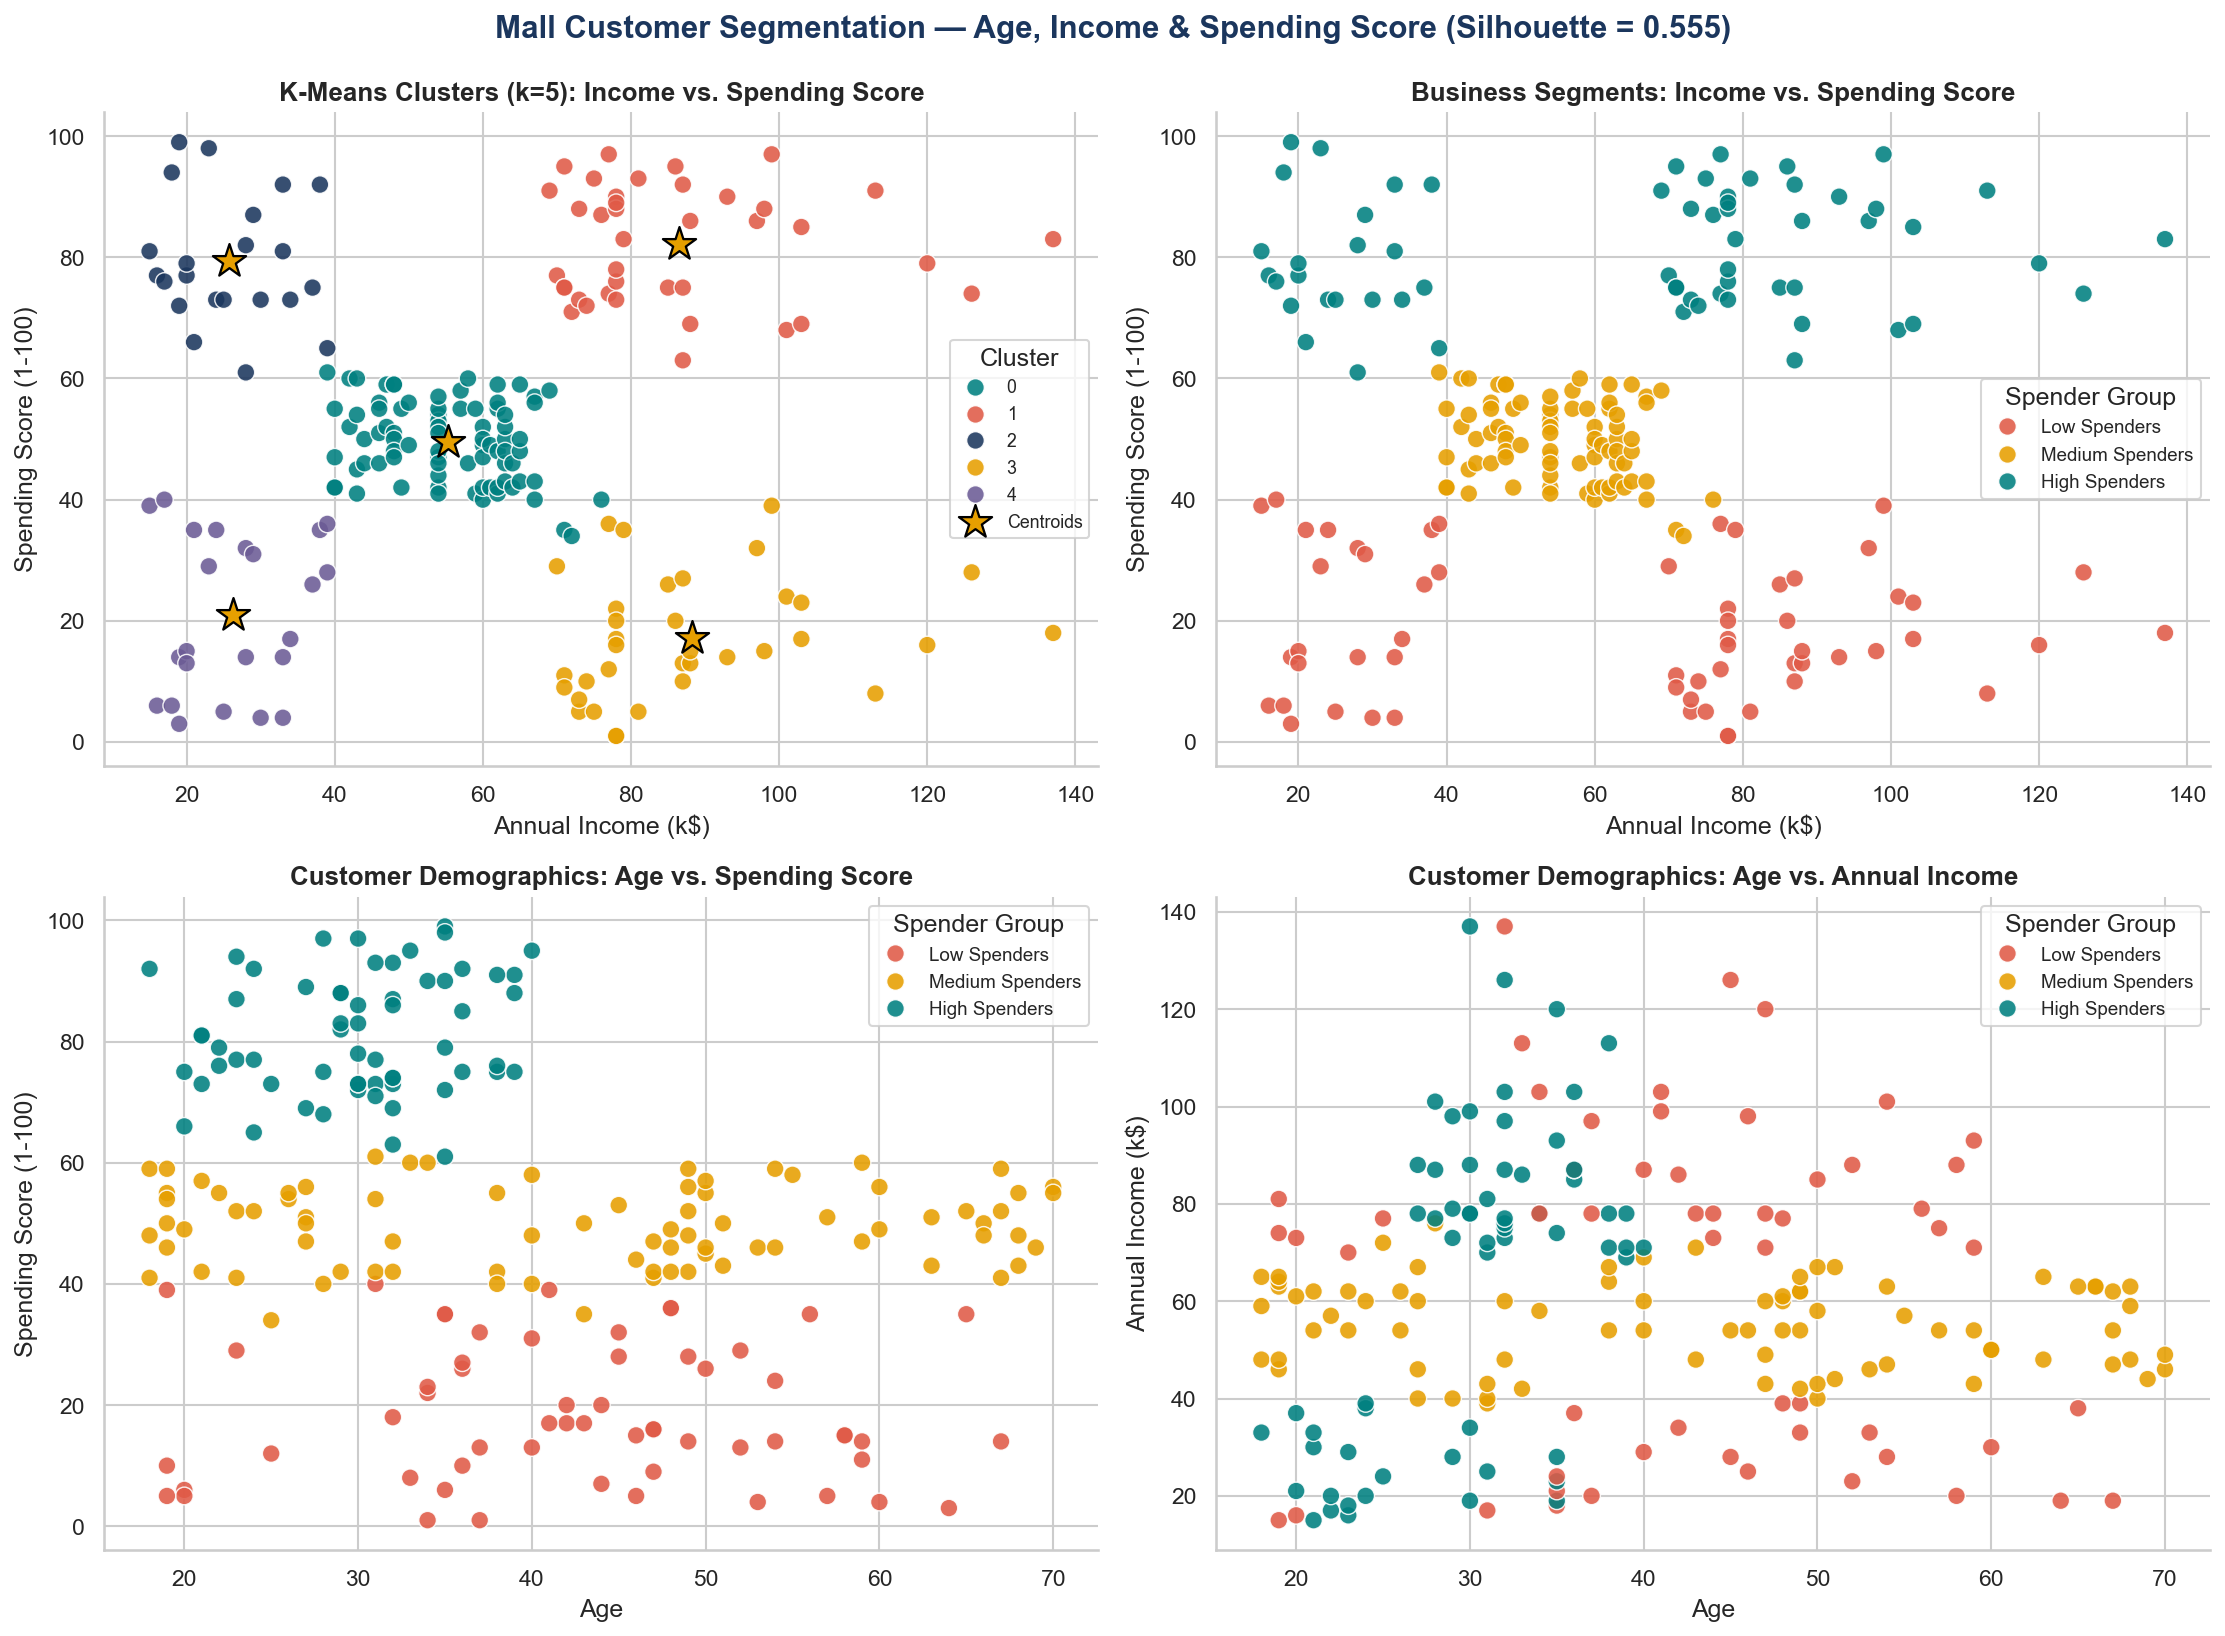 Mall Customer Segmentation — Age, Income & Spending Score (Silhouette = 0.555)
K-Means Clusters (k=5): Income vs. Spending Score
Spending Score (1-100)
100
80
60
40
20
0
20
40
60
80
100
120
140
Annual Income (k$)
Cluster
0
1
2
3
4
Centroids
Business Segments: Income vs. Spending Score
Spending Score (1-100)
100
80
60
40
20
0
20
40
60
80
100
120
140
Annual Income (k$)
Spender Group
Low Spenders
Medium Spenders
High Spenders
Customer Demographics: Age vs. Spending Score
Spending Score (1-100)
100
80
60
40
20
0
20
30
40
50
60
70
Age
Spender Group
Low Spenders
Medium Spenders
High Spenders
Customer Demographics: Age vs. Annual Income
Annual Income (k$)
140
120
100
80
60
40
20
20
30
40
50
60
70
Age
Spender Group
Low Spenders
Medium Spenders
High Spenders